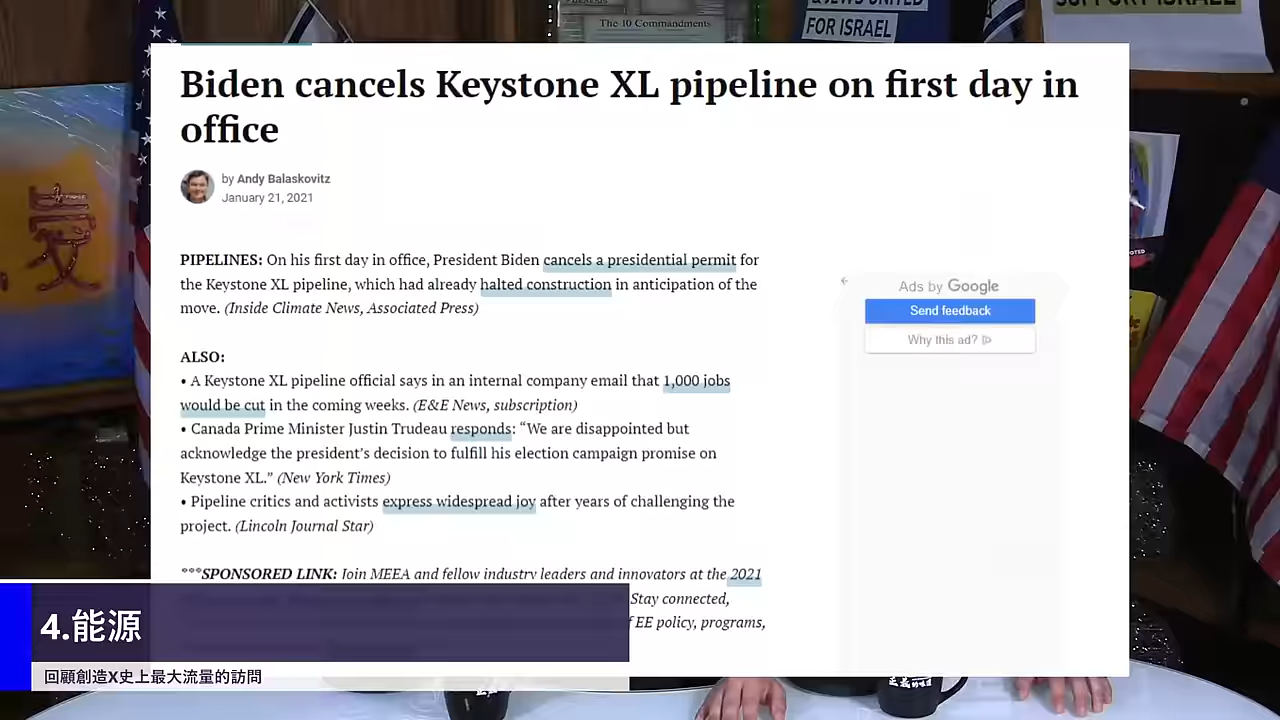 The 10 Commandments
& JEWS UNITED
FOR ISRAEL
SUPPORT ISRAEL
Biden cancels Keystone XL pipeline on first day in
office
by Andy Balaskovitz
January 21, 2021
PIPELINES: On his first day in office, President Biden cancels a presidential permit for
the Keystone XL pipeline, which had already halted construction in anticipation of the
move. (Inside Climate News, Associated Press)
ALSO:
• A Keystone XL pipeline official says in an internal company email that 1,000 jobs
would be cut in the coming weeks. (E&E News, subscription)
• Canada Prime Minister Justin Trudeau responds: “We are disappointed but
acknowledge the president’s decision to fulfill his election campaign promise on
Keystone XL.” (New York Times)
• Pipeline critics and activists express widespread joy after years of challenging the
project. (Lincoln Journal Star)
***SPONSORED LINK: Join MEEA and fellow industry leaders and innovators at the 2021
Stay connected,
f EE policy, programs,
Ads by Google
Send feedback
Why this ad?
4.能源
回顧創造X史上最大流量的訪問